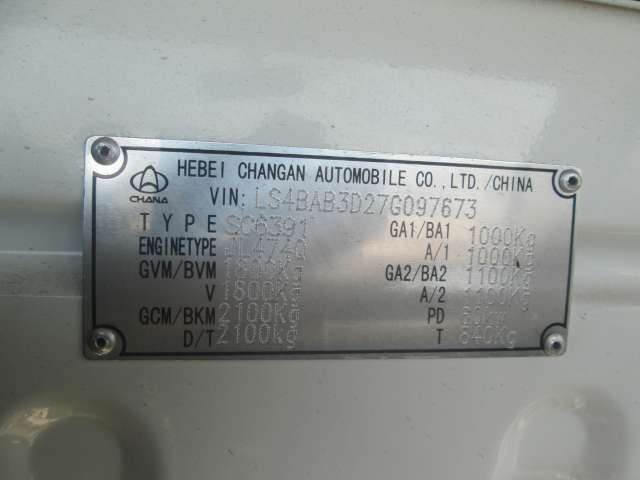 HEBEI CHANGAN AUTOMOBILE CO.,LTD./CHINA
CHANA
VIN: LS4BAB3D27G097673
TYPE SC6391 GA1/BA1 1000Kg
ENGINETYPE JL474Q A/1 1000Kg
GVM/BVM 1800Kg GA2/BA2 1100Kg
V 1500Kg A/2 1100Kg
GCM/BKM 2100Kg PD 60kw
D/T 2100kg T 840Kg